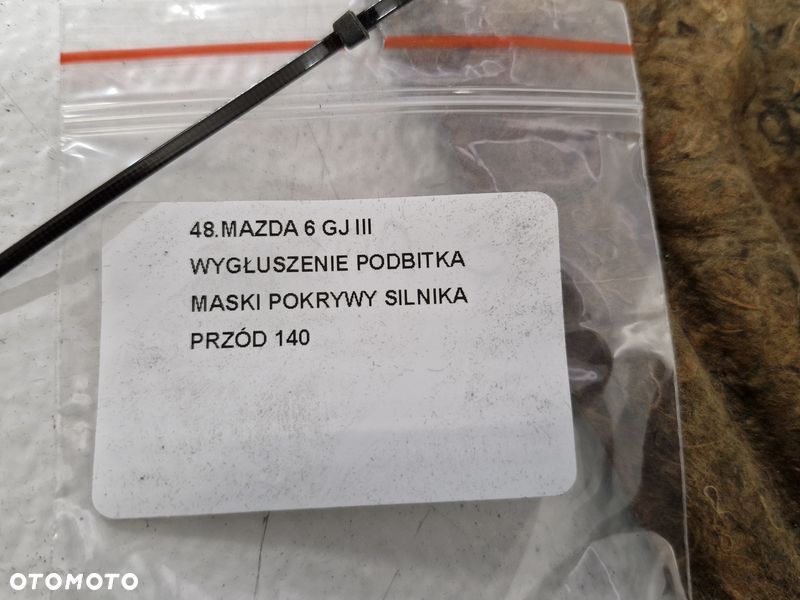 48.MAZDA 6 GJ III
WYGŁUSZENIE PODBITKA
MASKI POKRYWY SILNIKA
PRZÓD 140
OTOMOTO